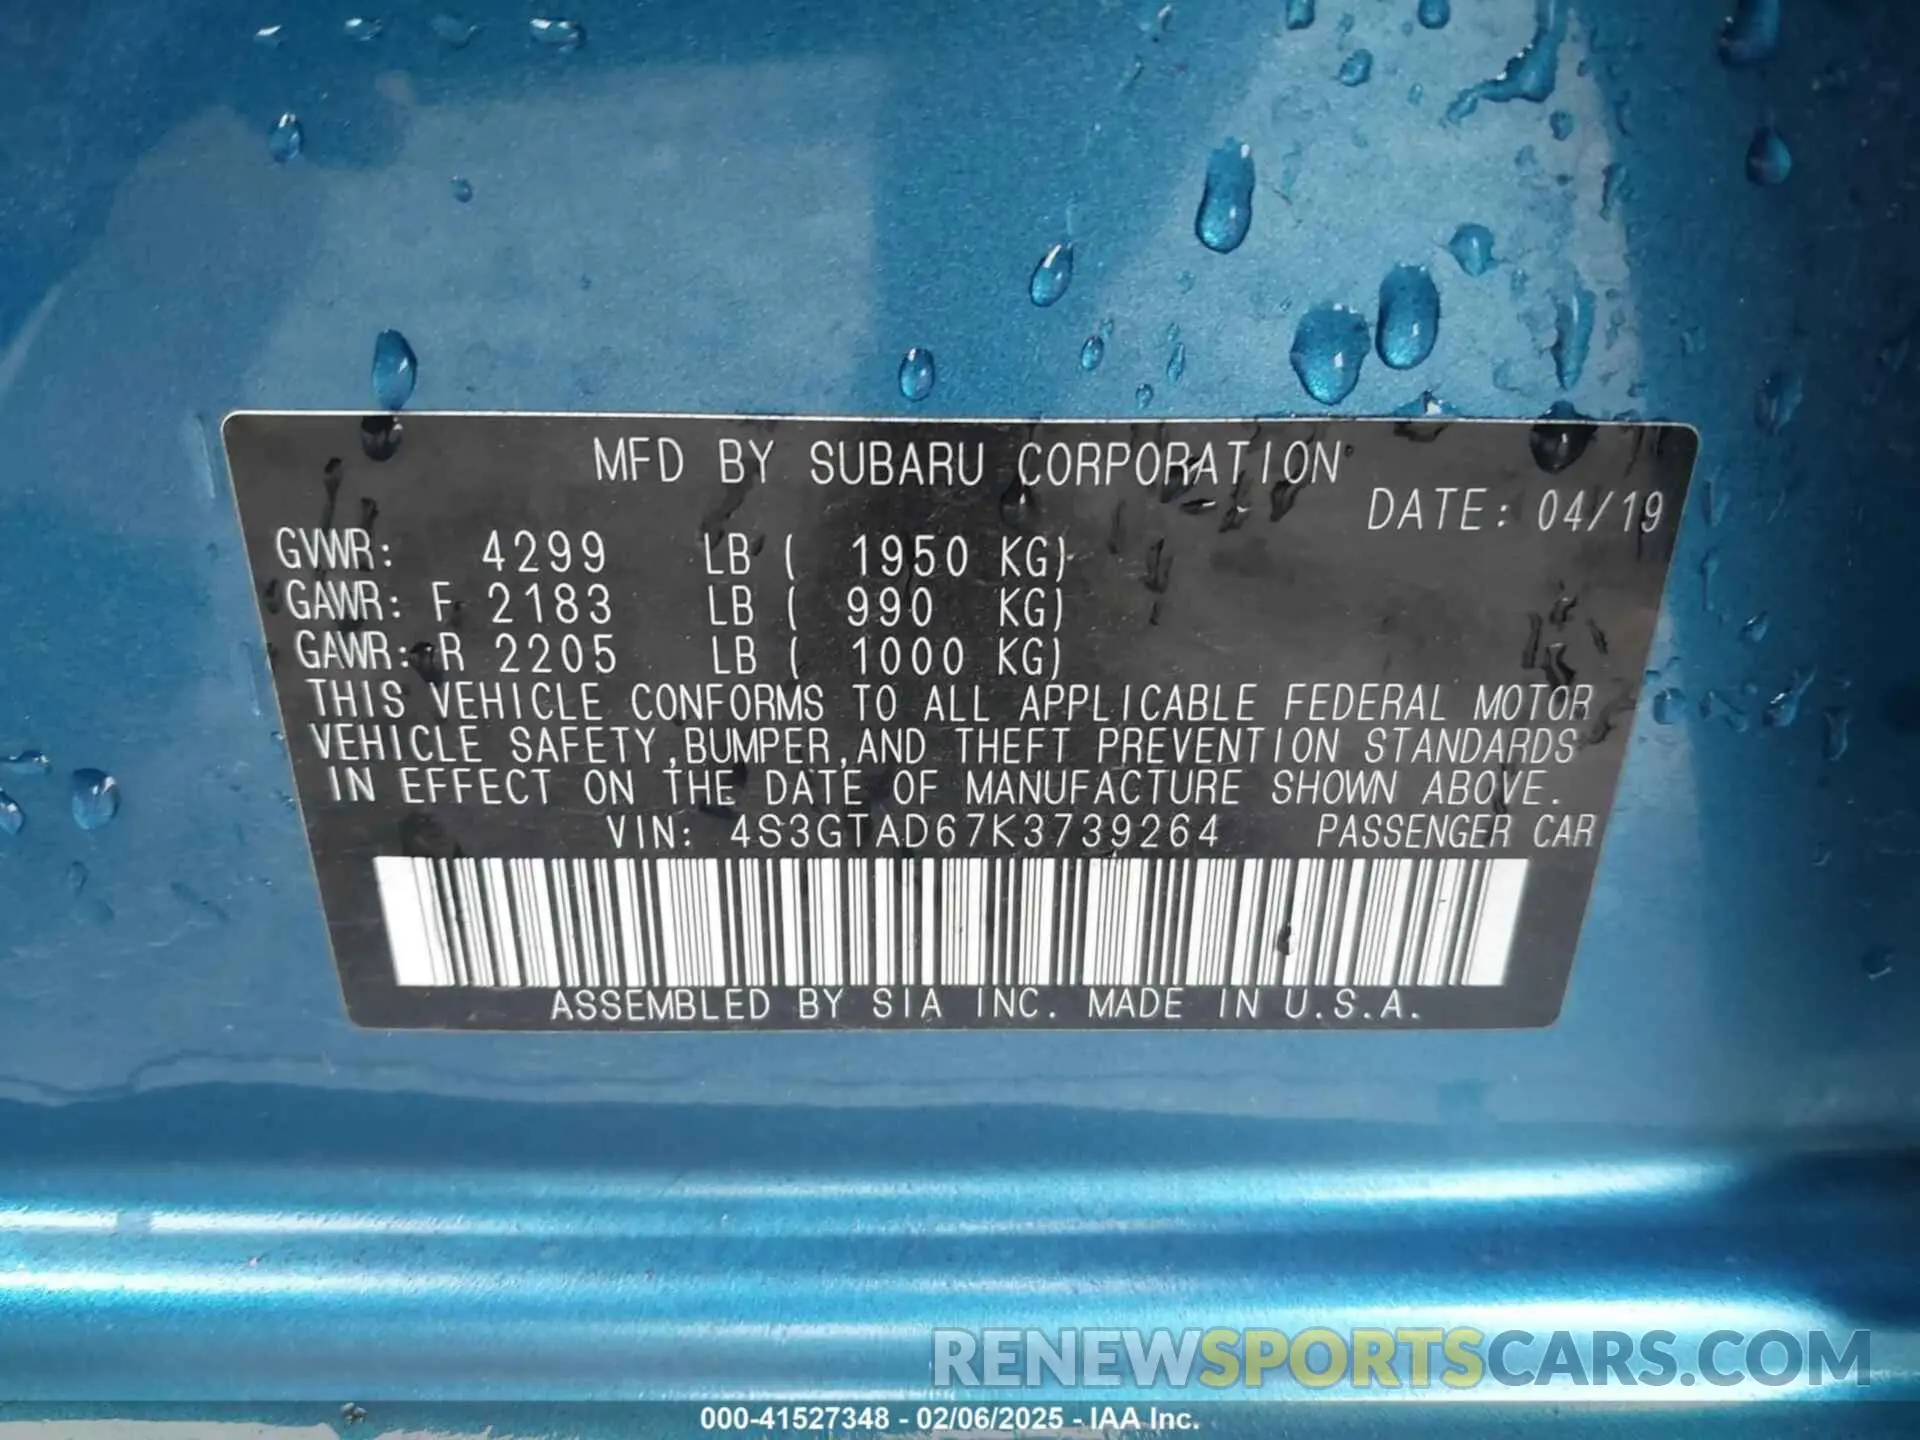 MFD BY SUBARU CORPORATION
DATE: 04/19
GVWR: 4299 LB ( 1950 KG)
GAWR: F 2183 LB ( 990 KG)
GAWR: R 2205 LB ( 1000 KG)
THIS VEHICLE CONFORMS TO ALL APPLICABLE FEDERAL MOTOR
VEHICLE SAFETY,BUMPER,AND THEFT PREVENTION STANDARDS
IN EFFECT ON THE DATE OF MANUFACTURE SHOWN ABOVE.
VIN: 4S3GTAD67K3739264 PASSENGER CAR
ASSEMBLED BY SIA INC. MADE IN U.S.A.
RENEWSPORTSCARS.COM
000-41527348 - 02/06/2025 - IAA Inc.